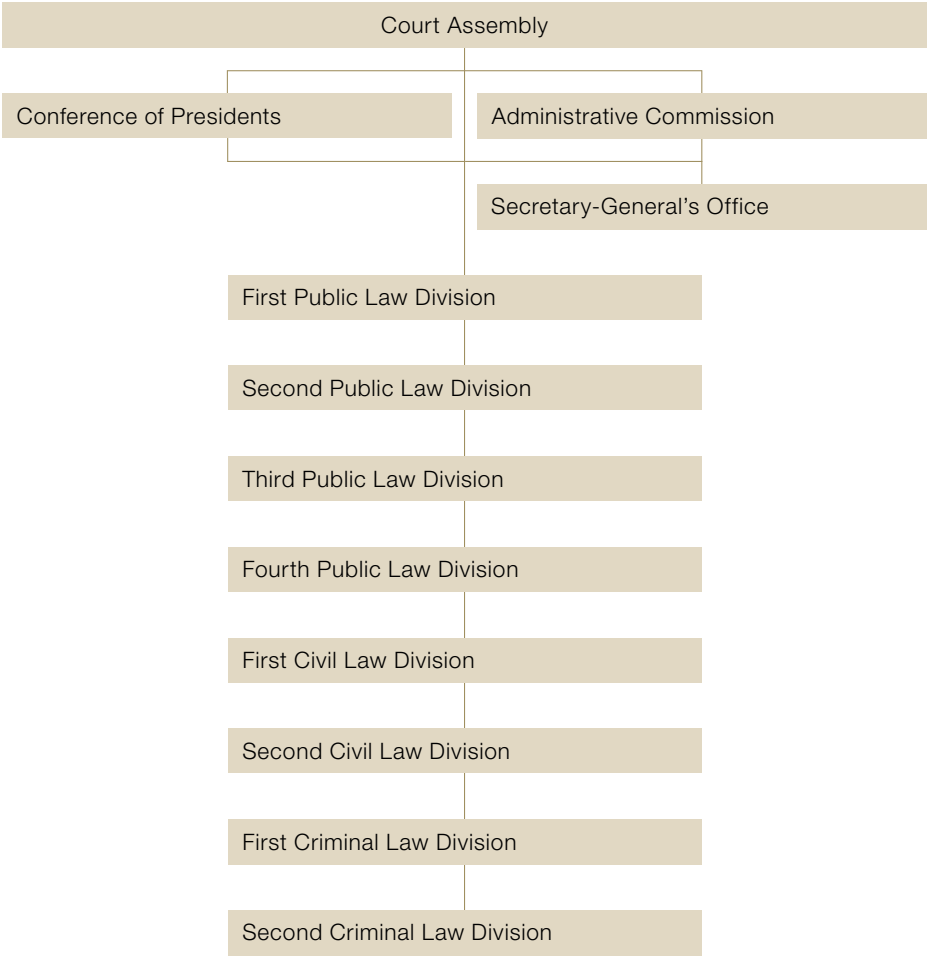 Court Assembly
Conference of Presidents
Administrative Commission
Secretary-General’s Office
First Public Law Division
Second Public Law Division
Third Public Law Division
Fourth Public Law Division
First Civil Law Division
Second Civil Law Division
First Criminal Law Division
Second Criminal Law Division